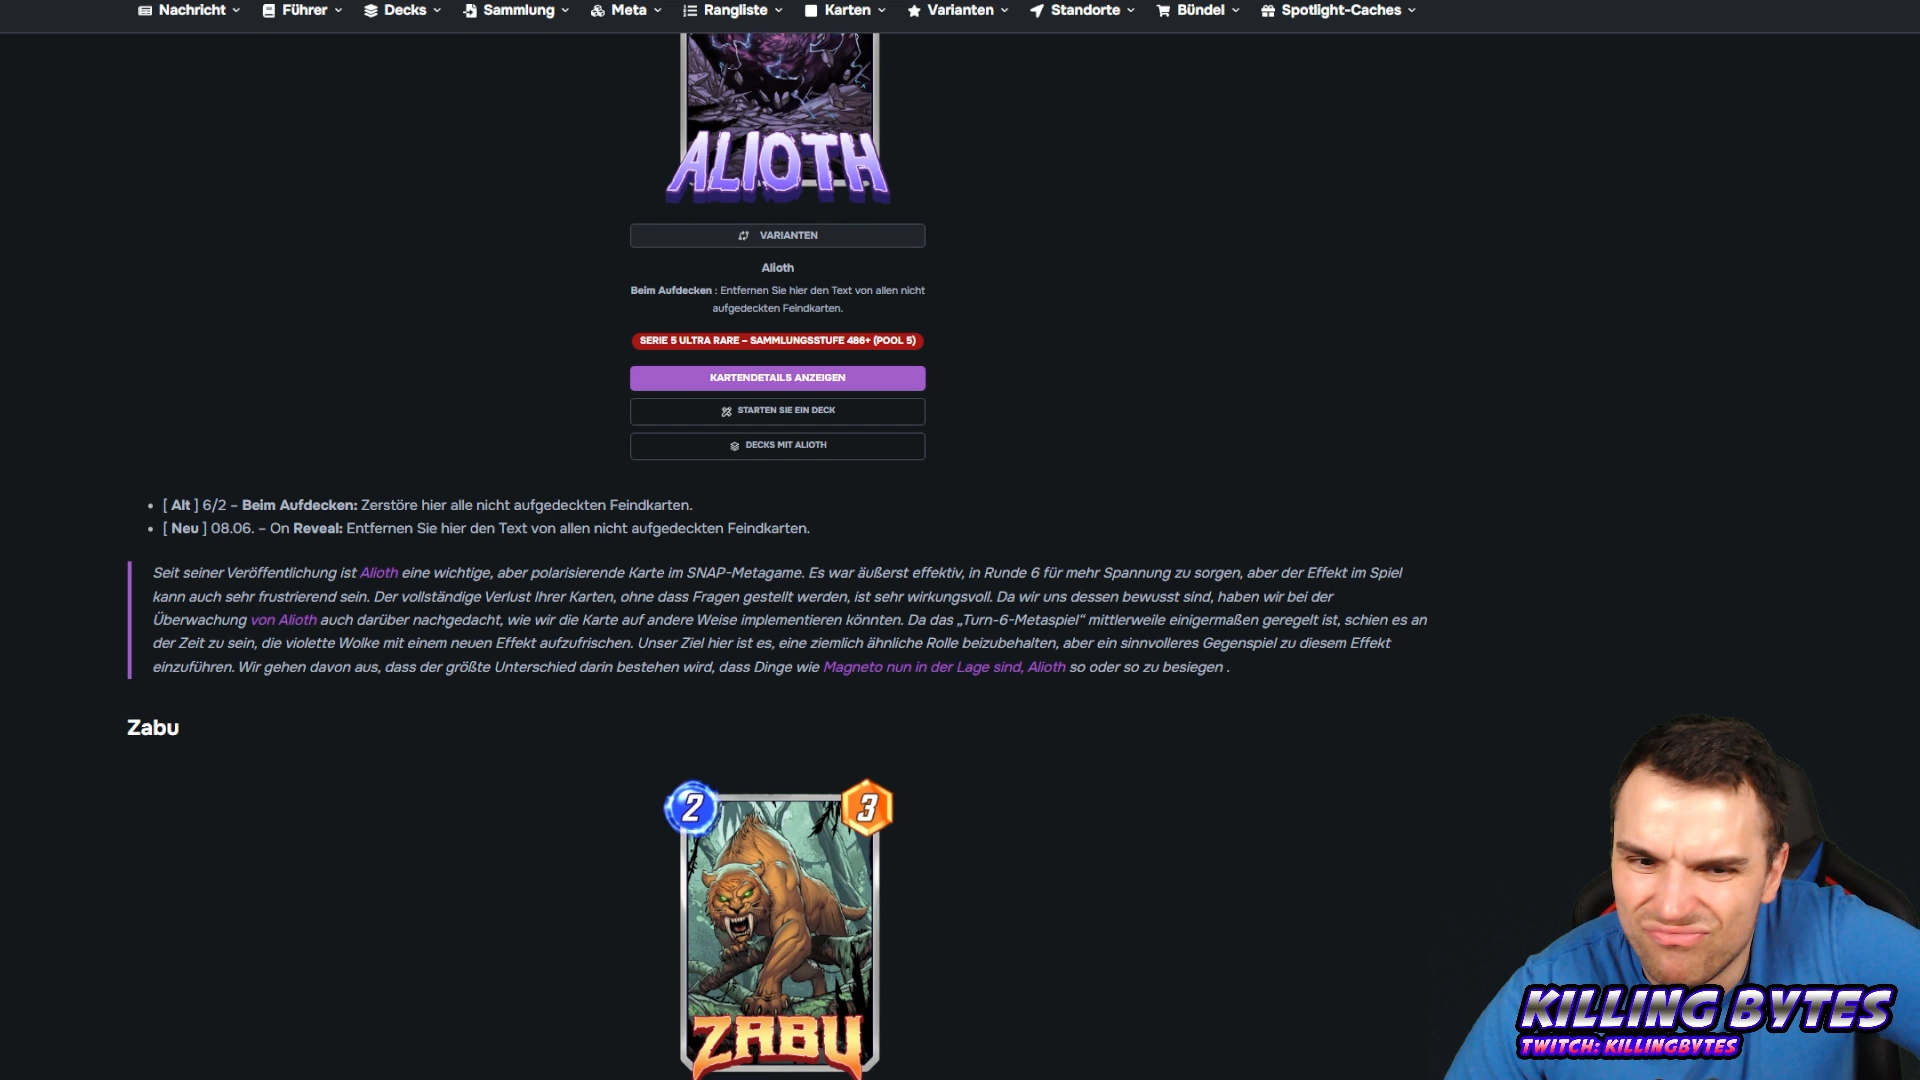 Nachricht Führer Decks Sammlung Meta Rangliste Karten Varianten Standorte Bündel Spotlight-Caches
ALIOTH
VARIANTEN
Alioth
Beim Aufdecken : Entfernen Sie hier den Text von allen nicht
aufgedeckten Feindkarten.
SERIE 5 ULTRA RARE – SAMMLUNGSSTUFE 486+ (POOL 5)
KARTENDETAILS ANZEIGEN
STARTEN SIE EIN DECK
DECKS MIT ALIOTH
• [ Alt ] 6/2 – Beim Aufdecken: Zerstöre hier alle nicht aufgedeckten Feindkarten.
• [ Neu ] 08.06. – On Reveal: Entfernen Sie hier den Text von allen nicht aufgedeckten Feindkarten.
Seit seiner Veröffentlichung ist Alioth eine wichtige, aber polarisierende Karte im SNAP-Metagame. Es war äußerst effektiv, in Runde 6 für mehr Spannung zu sorgen, aber der Effekt im Spiel
kann auch sehr frustrierend sein. Der vollständige Verlust Ihrer Karten, ohne dass Fragen gestellt werden, ist sehr wirkungsvoll. Da wir uns dessen bewusst sind, haben wir bei der
Überwachung von Alioth auch darüber nachgedacht, wie wir die Karte auf andere Weise implementieren könnten. Da das „Turn-6-Metaspiel“ mittlerweile einigermaßen geregelt ist, schien es an
der Zeit zu sein, die violette Wolke mit einem neuen Effekt aufzufrischen. Unser Ziel hier ist es, eine ziemlich ähnliche Rolle beizubehalten, aber ein sinnvolleres Gegenspiel zu diesem Effekt
einzuführen. Wir gehen davon aus, dass der größte Unterschied darin bestehen wird, dass Dinge wie Magneto nun in der Lage sind, Alioth so oder so zu besiegen .
Zabu
2 3
ZABU
KILLING BYTES
TWITCH: KILLINGBYTES